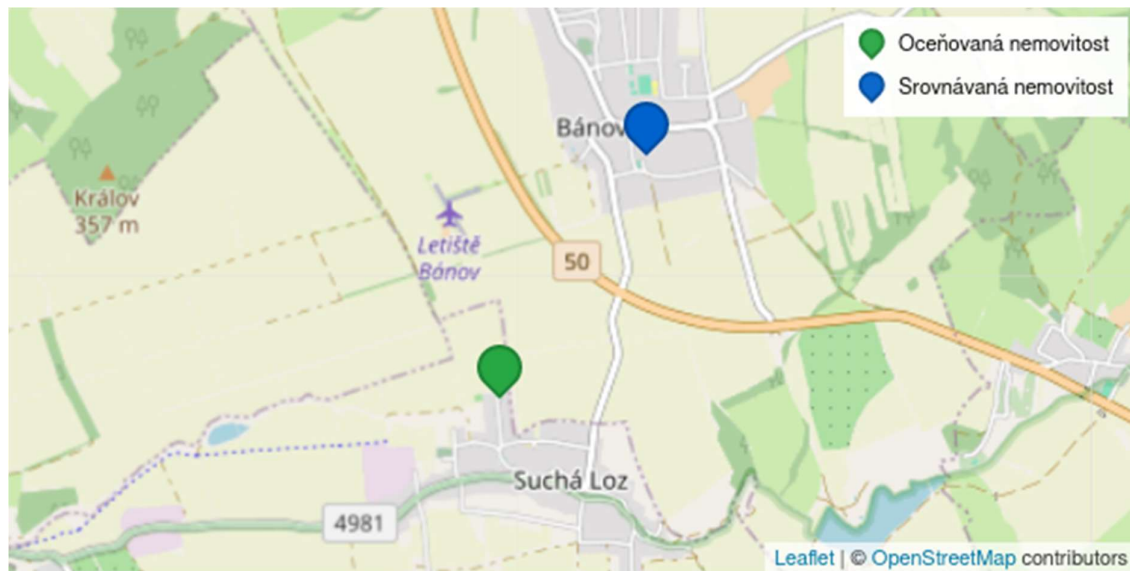 Oceňovaná nemovitost
Srovnávaná nemovitost
Bánov
Králov
357 m
Letiště
Bánov
50
Suchá Loz
4981
Leaflet | © OpenStreetMap contributors